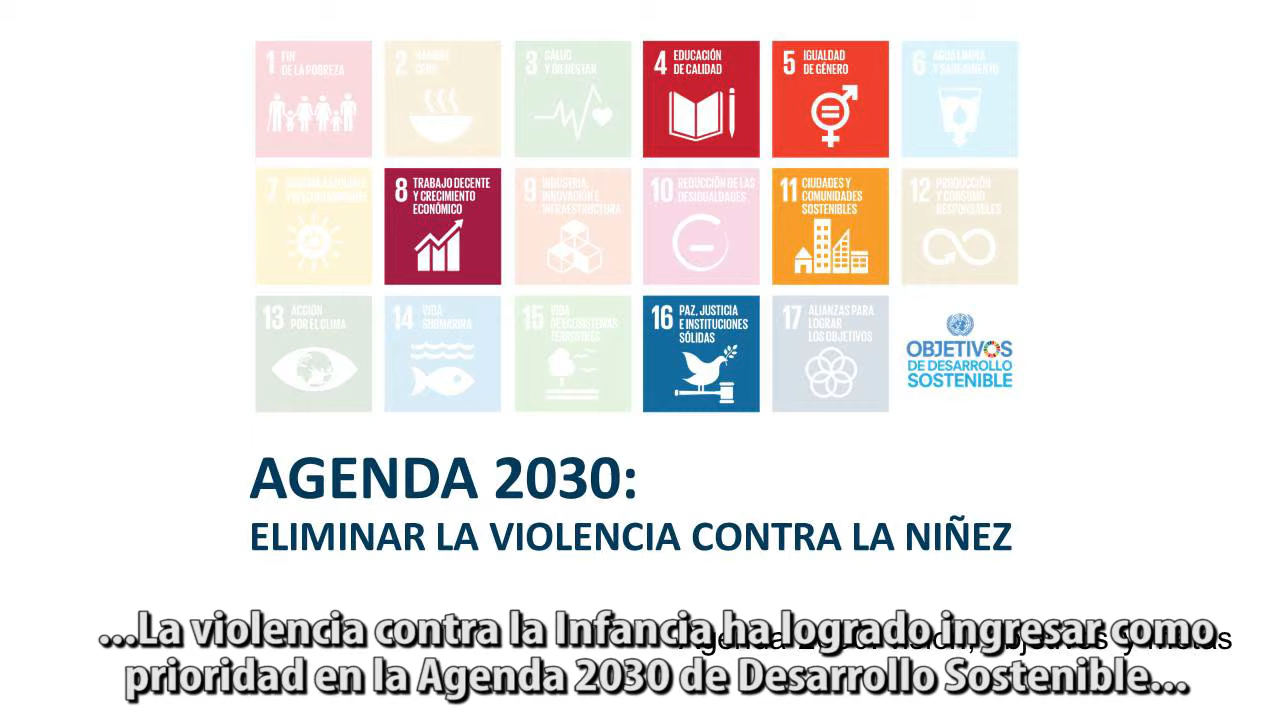 1 FIN
DE LA POBREZA
2 HAMBRE
CERO
3 SALUD
Y BIENESTAR
4 EDUCACIÓN
DE CALIDAD
5 IGUALDAD
DE GÉNERO
6 AGUA LIMPIA
Y SANEAMIENTO
7
8 TRABAJO DECENTE
Y CRECIMIENTO
ECONÓMICO
9 INDUSTRIA,
INNOVACIÓN E
INFRAESTRUCTURA
10 REDUCCIÓN DE LAS
DESIGUALDADES
11 CIUDADES Y
COMUNIDADES
SOSTENIBLES
12 PRODUCCIÓN
Y CONSUMO
RESPONSABLES
13 ACCIÓN
POR EL CLIMA
14 VIDA
SUBMARINA
15 VIDA
DE ECOSISTEMAS
TERRESTRES
16 PAZ, JUSTICIA
E INSTITUCIONES
SÓLIDAS
17 ALIANZAS PARA
LOGRAR
LOS OBJETIVOS
OBJETIVOS
DE DESARROLLO
SOSTENIBLE
AGENDA 2030:
ELIMINAR LA VIOLENCIA CONTRA LA NIÑEZ
...La violencia contra la Infancia ha logrado ingresar como
prioridad en la Agenda 2030 de Desarrollo Sostenible...